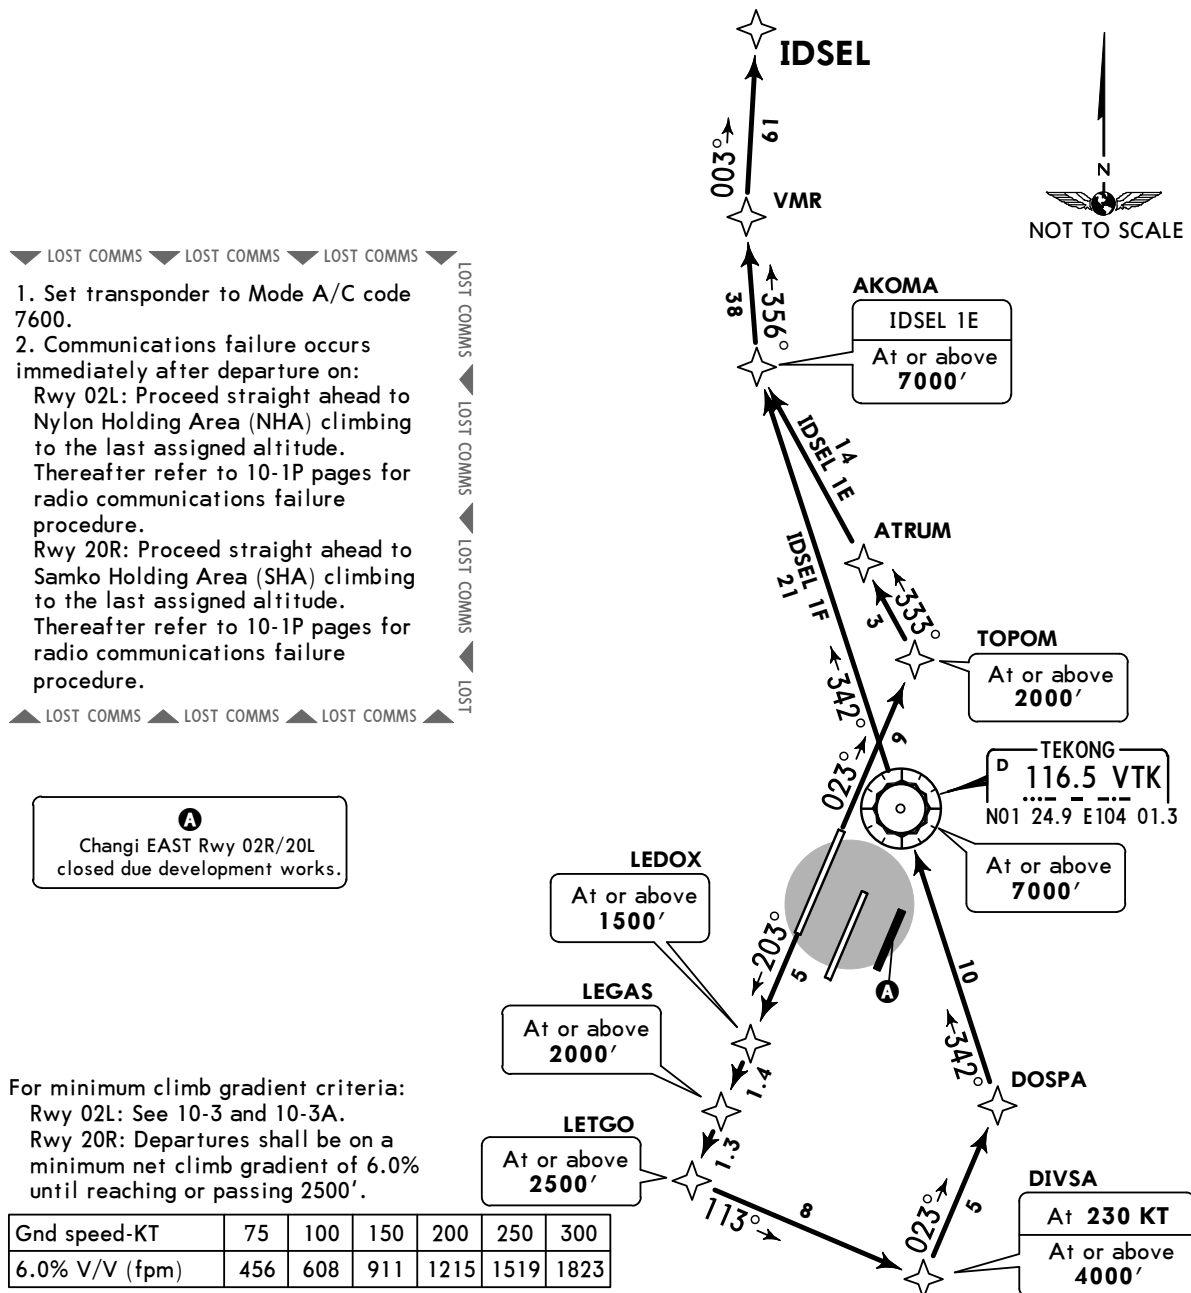 IDSEL
19
003°
VMR
N
NOT TO SCALE
LOST COMMS LOST COMMS LOST COMMS
LOST COMMS LOST COMMS LOST COMMS LOST
1. Set transponder to Mode A/C code
7600.
2. Communications failure occurs
immediately after departure on:
Rwy 02L: Proceed straight ahead to
Nylon Holding Area (NHA) climbing
to the last assigned altitude.
Thereafter refer to 10-1P pages for
radio communications failure
procedure.
Rwy 20R: Proceed straight ahead to
Samko Holding Area (SHA) climbing
to the last assigned altitude.
Thereafter refer to 10-1P pages for
radio communications failure
procedure.
LOST COMMS LOST COMMS LOST COMMS
38
356°
AKOMA
IDSEL 1E
At or above
7000'
14
IDSEL 1E
IDSEL 1F
21
ATRUM
333°
3
TOPOM
At or above
2000'
342°
023°
9
TEKONG
D 116.5 VTK
N01 24.9 E104 01.3
At or above
7000'
A
Changi EAST Rwy 02R/20L
closed due development works.
LEDOX
At or above
1500'
203°
5
A
10
LEGAS
At or above
2000'
1.4
342°
DOSPA
LETGO
At or above
2500'
1.3
113°
8
023°
5
DIVSA
At 230 KT
At or above
4000'
For minimum climb gradient criteria:
Rwy 02L: See 10-3 and 10-3A.
Rwy 20R: Departures shall be on a
minimum net climb gradient of 6.0%
until reaching or passing 2500'.
Gnd speed-KT 75 100 150 200 250 300
6.0% V/V (fpm) 456 608 911 1215 1519 1823